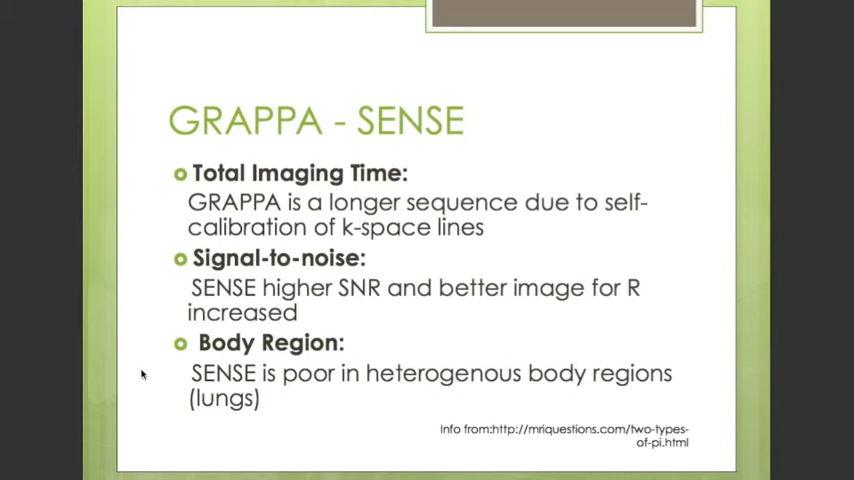 GRAPPA - SENSE
Total Imaging Time:
GRAPPA is a longer sequence due to self-
calibration of k-space lines
Signal-to-noise:
SENSE higher SNR and better image for R
increased
Body Region:
SENSE is poor in heterogenous body regions
(lungs)
Info from:http://mriquestions.com/two-types-
of-pi.html